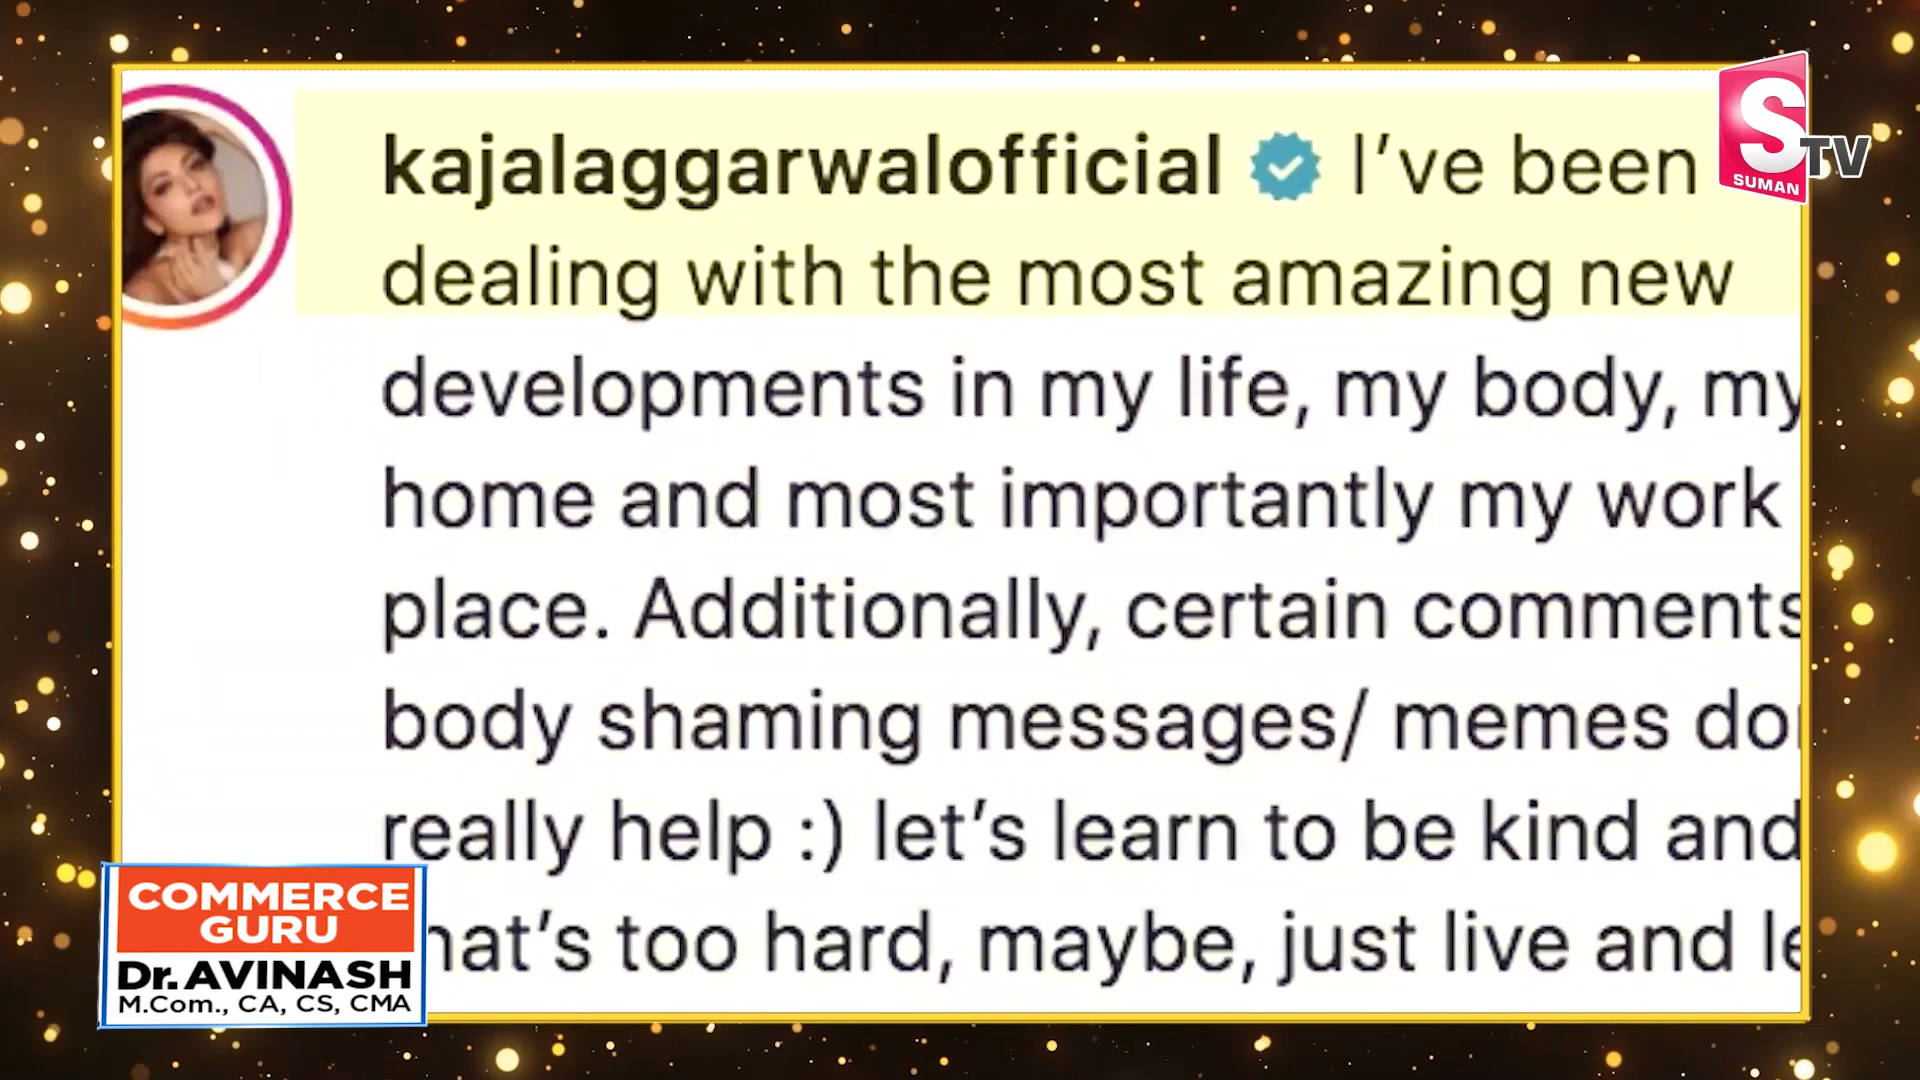 kajalaggarwalofficial I've been
dealing with the most amazing new
developments in my life, my body, my
home and most importantly my work
place. Additionally, certain comments
body shaming messages/ memes do
really help :) let's learn to be kind and
too hard, maybe, just live and
S
SUMAN
TV
COMMERCE
GURU
Dr. AVINASH
M.Com., CA, CS, CMA